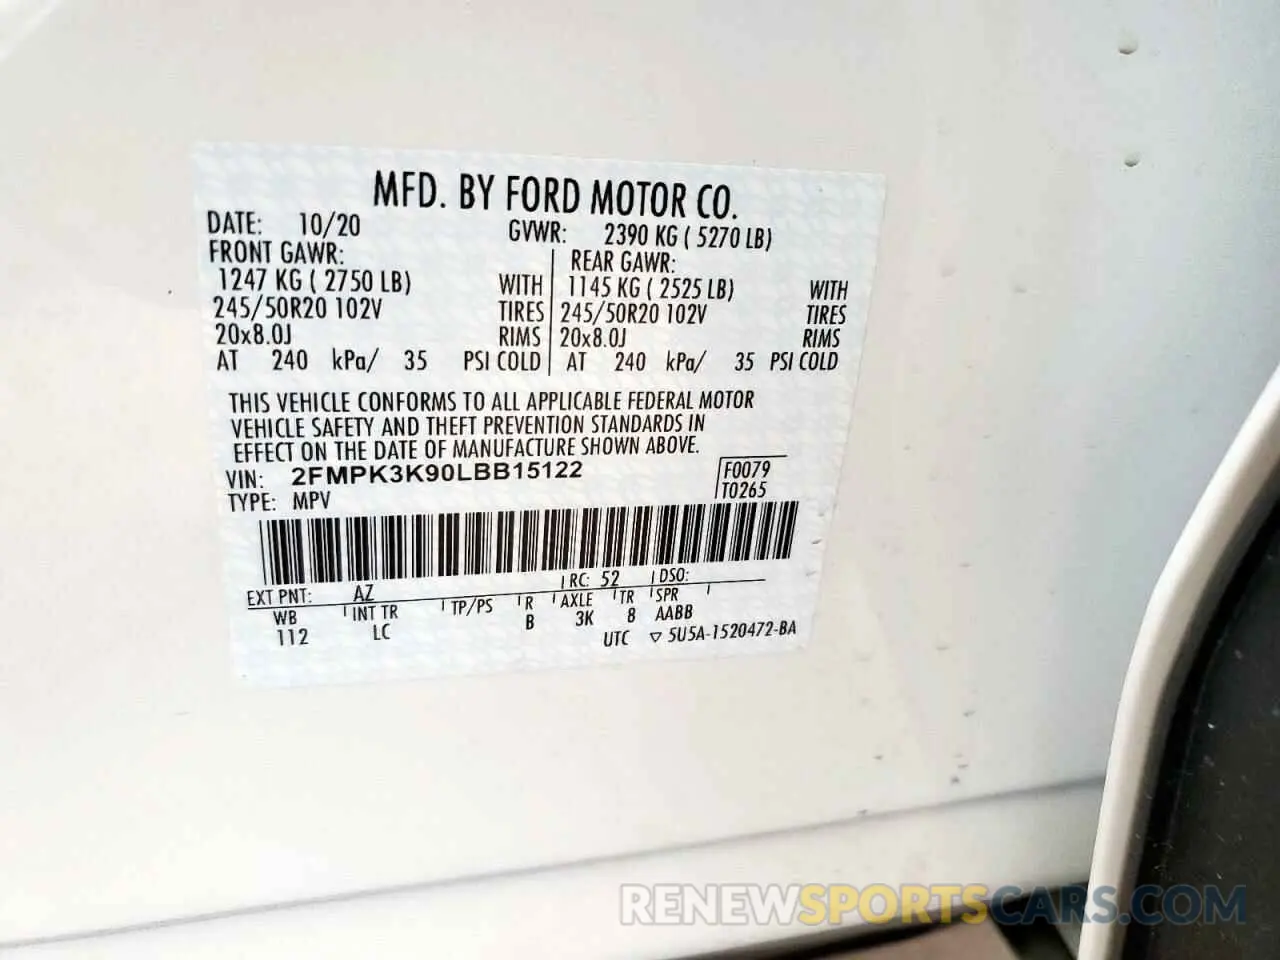 MFD. BY FORD MOTOR CO.
DATE: 10/20 GVWR: 2390 KG ( 5270 LB)
FRONT GAWR: REAR GAWR:
1247 KG ( 2750 LB) WITH 1145 KG ( 2525 LB) WITH
245/50R20 102V TIRES 245/50R20 102V TIRES
20x8.0J RIMS 20x8.0J RIMS
AT 240 kPa/ 35 PSI COLD AT 240 kPa/ 35 PSI COLD
THIS VEHICLE CONFORMS TO ALL APPLICABLE FEDERAL MOTOR
VEHICLE SAFETY AND THEFT PREVENTION STANDARDS IN
EFFECT ON THE DATE OF MANUFACTURE SHOWN ABOVE.
VIN: 2FMPK3K90LBB15122 F0079
TYPE: MPV T0265
EXT PNT: AZ RC: 52 DSO:
WB INT TR TP/PS R AXLE TR SPR
112 LC B 3K 8 AABB
UTC ▽ 5U5A-1520472-BA
RENEWSPORTSCARS.COM